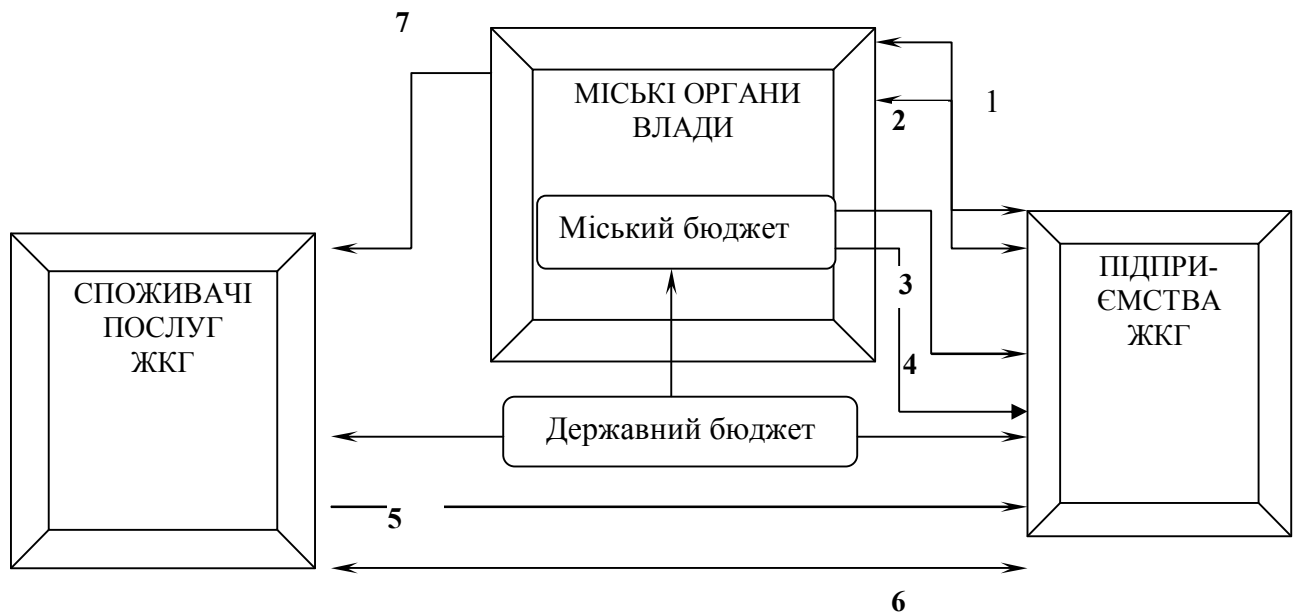 7
МІСЬКІ ОРГАНИ
ВЛАДИ
1
2
Міський бюджет
3
ПІДПРИ-
ЄМСТВА
ЖКГ
СПОЖИВАЧІ
ПОСЛУГ
ЖКГ
4
Державний бюджет
5
6